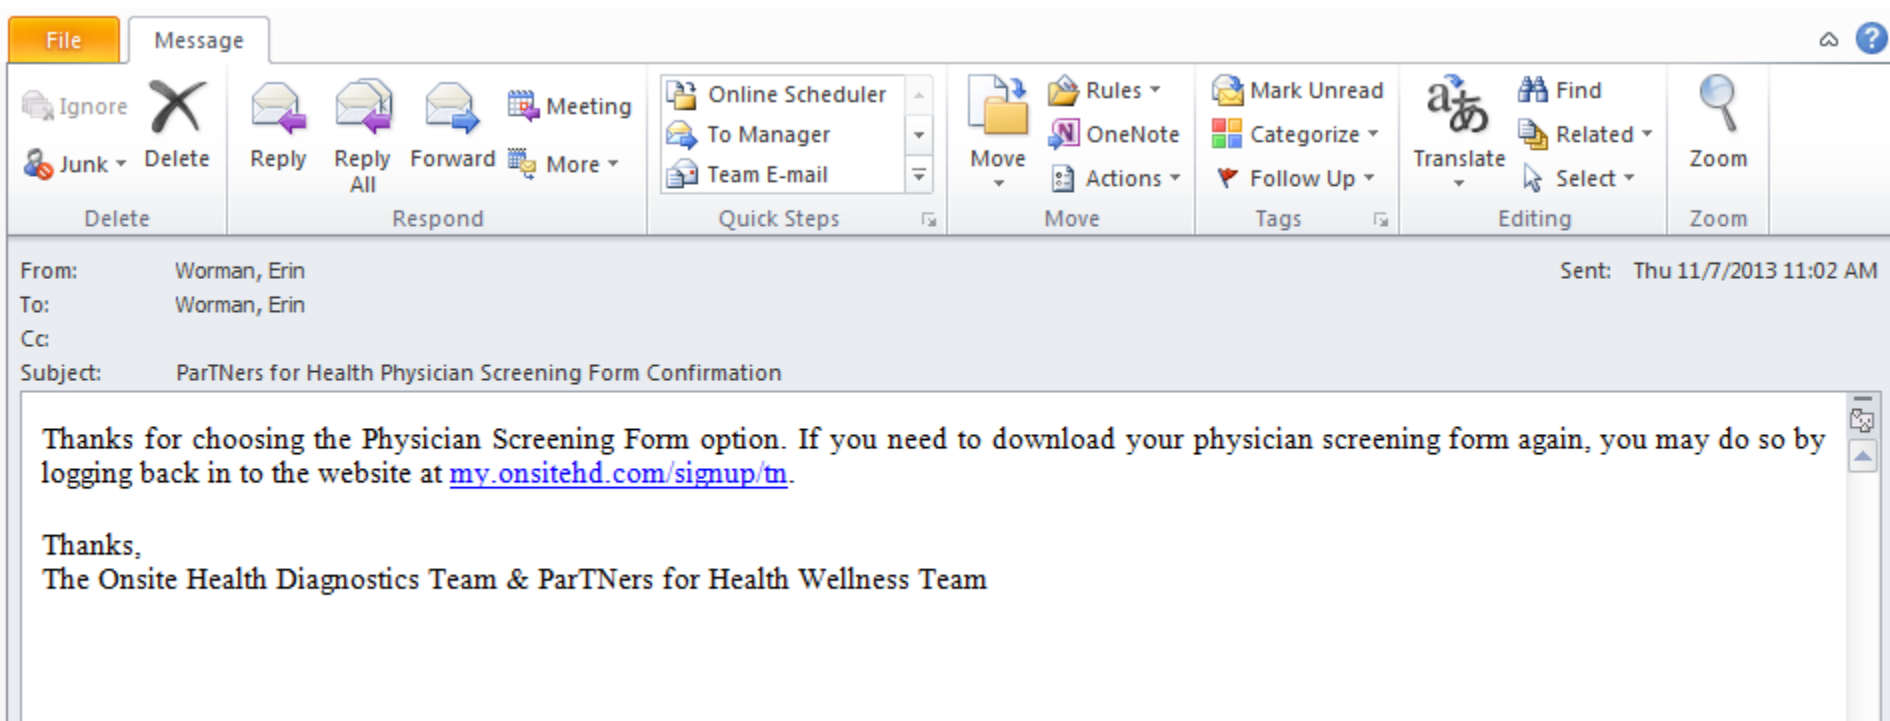 File Message
Ignore
Junk
Delete
Delete
Reply
Reply All
Forward
Meeting
More
Respond
Online Scheduler
To Manager
Team E-mail
Quick Steps
Move
Rules
OneNote
Actions
Move
Mark Unread
Categorize
Follow Up
Tags
Translate
Find
Related
Select
Editing
Zoom
Zoom
From: Worman, Erin Sent: Thu 11/7/2013 11:02 AM
To: Worman, Erin
Cc:
Subject: ParTNers for Health Physician Screening Form Confirmation
Thanks for choosing the Physician Screening Form option. If you need to download your physician screening form again, you may do so by
logging back in to the website at my.onsitehd.com/signup/tn.
Thanks,
The Onsite Health Diagnostics Team & ParTNers for Health Wellness Team